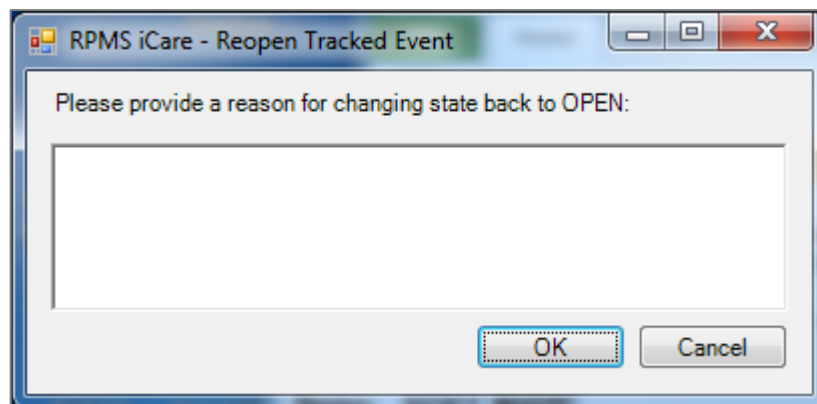 RPMS iCare - Reopen Tracked Event
Please provide a reason for changing state back to OPEN:
OK
Cancel